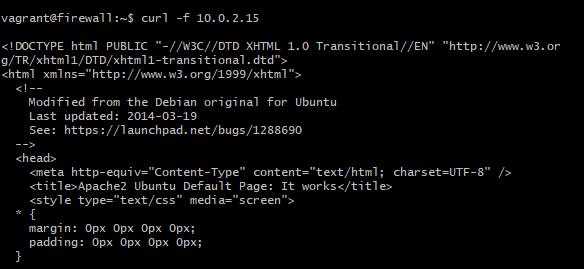 vagrant@firewall:~$ curl -f 10.0.2.15
<!DOCTYPE html PUBLIC "-//W3C//DTD XHTML 1.0 Transitional//EN" "http://www.w3.or
g/TR/xhtml1/DTD/xhtml1-transitional.dtd">
<html xmlns="http://www.w3.org/1999/xhtml">
  <!--
    Modified from the Debian original for Ubuntu
    Last updated: 2014-03-19
    See: https://launchpad.net/bugs/1288690
  -->
  <head>
    <meta http-equiv="Content-Type" content="text/html; charset=UTF-8" />
    <title>Apache2 Ubuntu Default Page: It works</title>
    <style type="text/css" media="screen">
  * {
    margin: 0px 0px 0px 0px;
    padding: 0px 0px 0px 0px;
  }